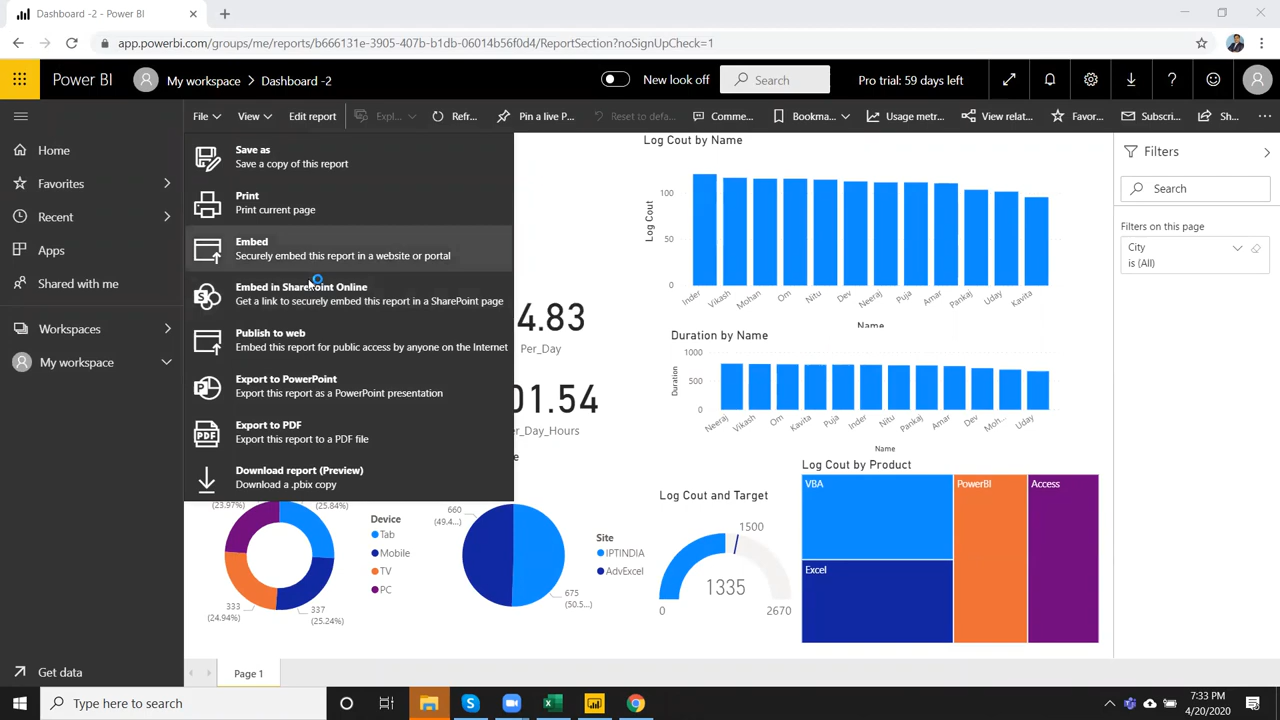 Dashboard -2 - Power BI
app.powerbi.com/groups/me/reports/b666131e-3905-407b-b1db-06014b56f0d4/ReportSection?noSignUpCheck=1
Power BI
My workspace > Dashboard -2
New look off
Search
Pro trial: 59 days left
File
View
Edit report
Expl...
Refr...
Pin a live P...
Reset to defa...
Comme...
Bookma...
Usage metr...
View relat...
Favor...
Subscri...
Sh...
Home
Favorites
Recent
Apps
Shared with me
Workspaces
My workspace
Get data
Save as
Save a copy of this report
Print
Print current page
Embed
Securely embed this report in a website or portal
Embed in SharePoint Online
Get a link to securely embed this report in a SharePoint page
Publish to web
Embed this report for public access by anyone on the Internet
Export to PowerPoint
Export this report as a PowerPoint presentation
PDF
Export to PDF
Export this report to a PDF file
Download report (Preview)
Download a .pbix copy
4.83
Per_Day
01.54
er_Day_Hours
e
Log Cout by Name
Log Cout
100
50
0
Inder
Vikash
Mohan
Om
Nitu
Dev
Neeraj
Puja
Amar
Pankaj
Uday
Kavita
Name
Duration by Name
Duration
1000
500
0
Neeraj
Vikash
Om
Kavita
Puja
Inder
Nitu
Pankaj
Amar
Dev
Moh...
Uday
Name
(23.97%)
(25.84%)
333
(24.94%)
337
(25.24%)
Device
Tab
Mobile
TV
PC
660
(49.4...)
675
(50.5...)
Site
IPTINDIA
AdvExcel
Log Cout and Target
1500
1335
0
2670
Log Cout by Product
VBA
Excel
PowerBI
Access
Filters
Search
Filters on this page
City
is (All)
Page 1
Type here to search
7:33 PM
4/20/2020